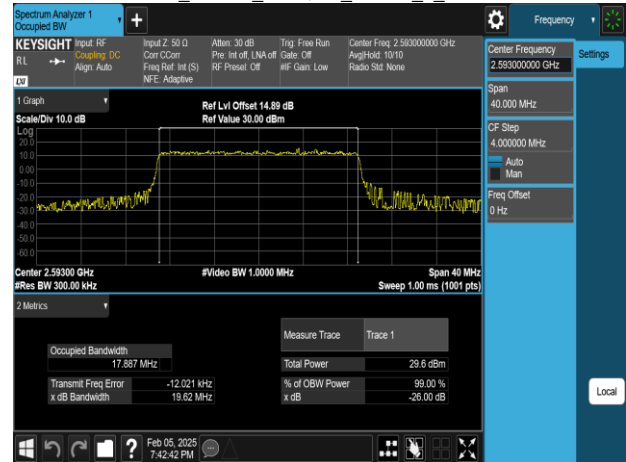 Spectrum Analyzer 1
Occupied BW
Frequency
KEYSIGHT
RL
LXI
Input: RF
Coupling: DC
Align: Auto
Input Z: 50 Ω
Corr CCorr
Freq Ref: Int (S)
NFE: Adaptive
Atten: 30 dB
Pre: Int off, LNA off
RF Presel: Off
Trig: Free Run
Gate: Off
#IF Gain: Low
Center Freq: 2.593000000 GHz
Avg|Hold: 10/10
Radio Std: None
Center Frequency
2.593000000 GHz
Settings
Span
40.000 MHz
CF Step
4.000000 MHz
Auto
Man
Freq Offset
0 Hz
Local
1 Graph
Scale/Div 10.0 dB
Ref Lvl Offset 14.89 dB
Ref Value 30.00 dBm
Log
20.0
10.0
0.00
-10.0
-20.0
-30.0
-40.0
-50.0
-60.0
Center 2.59300 GHz
#Video BW 1.0000 MHz
Span 40 MHz
#Res BW 300.00 kHz
Sweep 1.00 ms (1001 pts)
2 Metrics
Measure Trace
Trace 1
Occupied Bandwidth
17.887 MHz
Total Power
29.6 dBm
Transmit Freq Error
-12.021 kHz
% of OBW Power
99.00 %
x dB Bandwidth
19.62 MHz
x dB
-26.00 dB
Feb 05, 2025
7:42:42 PM